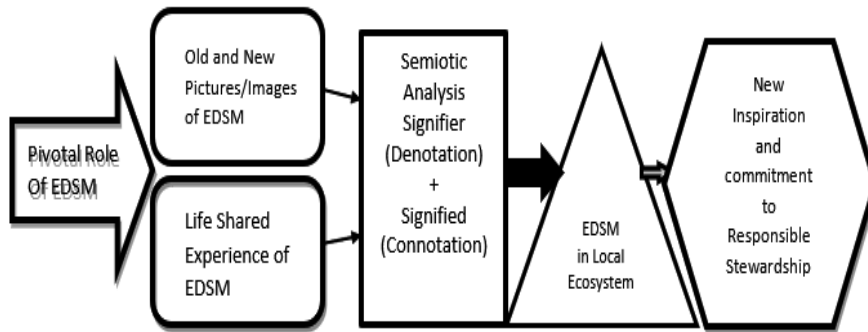 Pivotal Role
Of EDSM
Old and New
Pictures/Images
of EDSM
Life Shared
Experience of
EDSM
Semiotic
Analysis
Signifier
(Denotation)
+
Signified
(Connotation)
EDSM
in Local
Ecosystem
New
Inspiration
and
commitment
to
Responsible
Stewardship